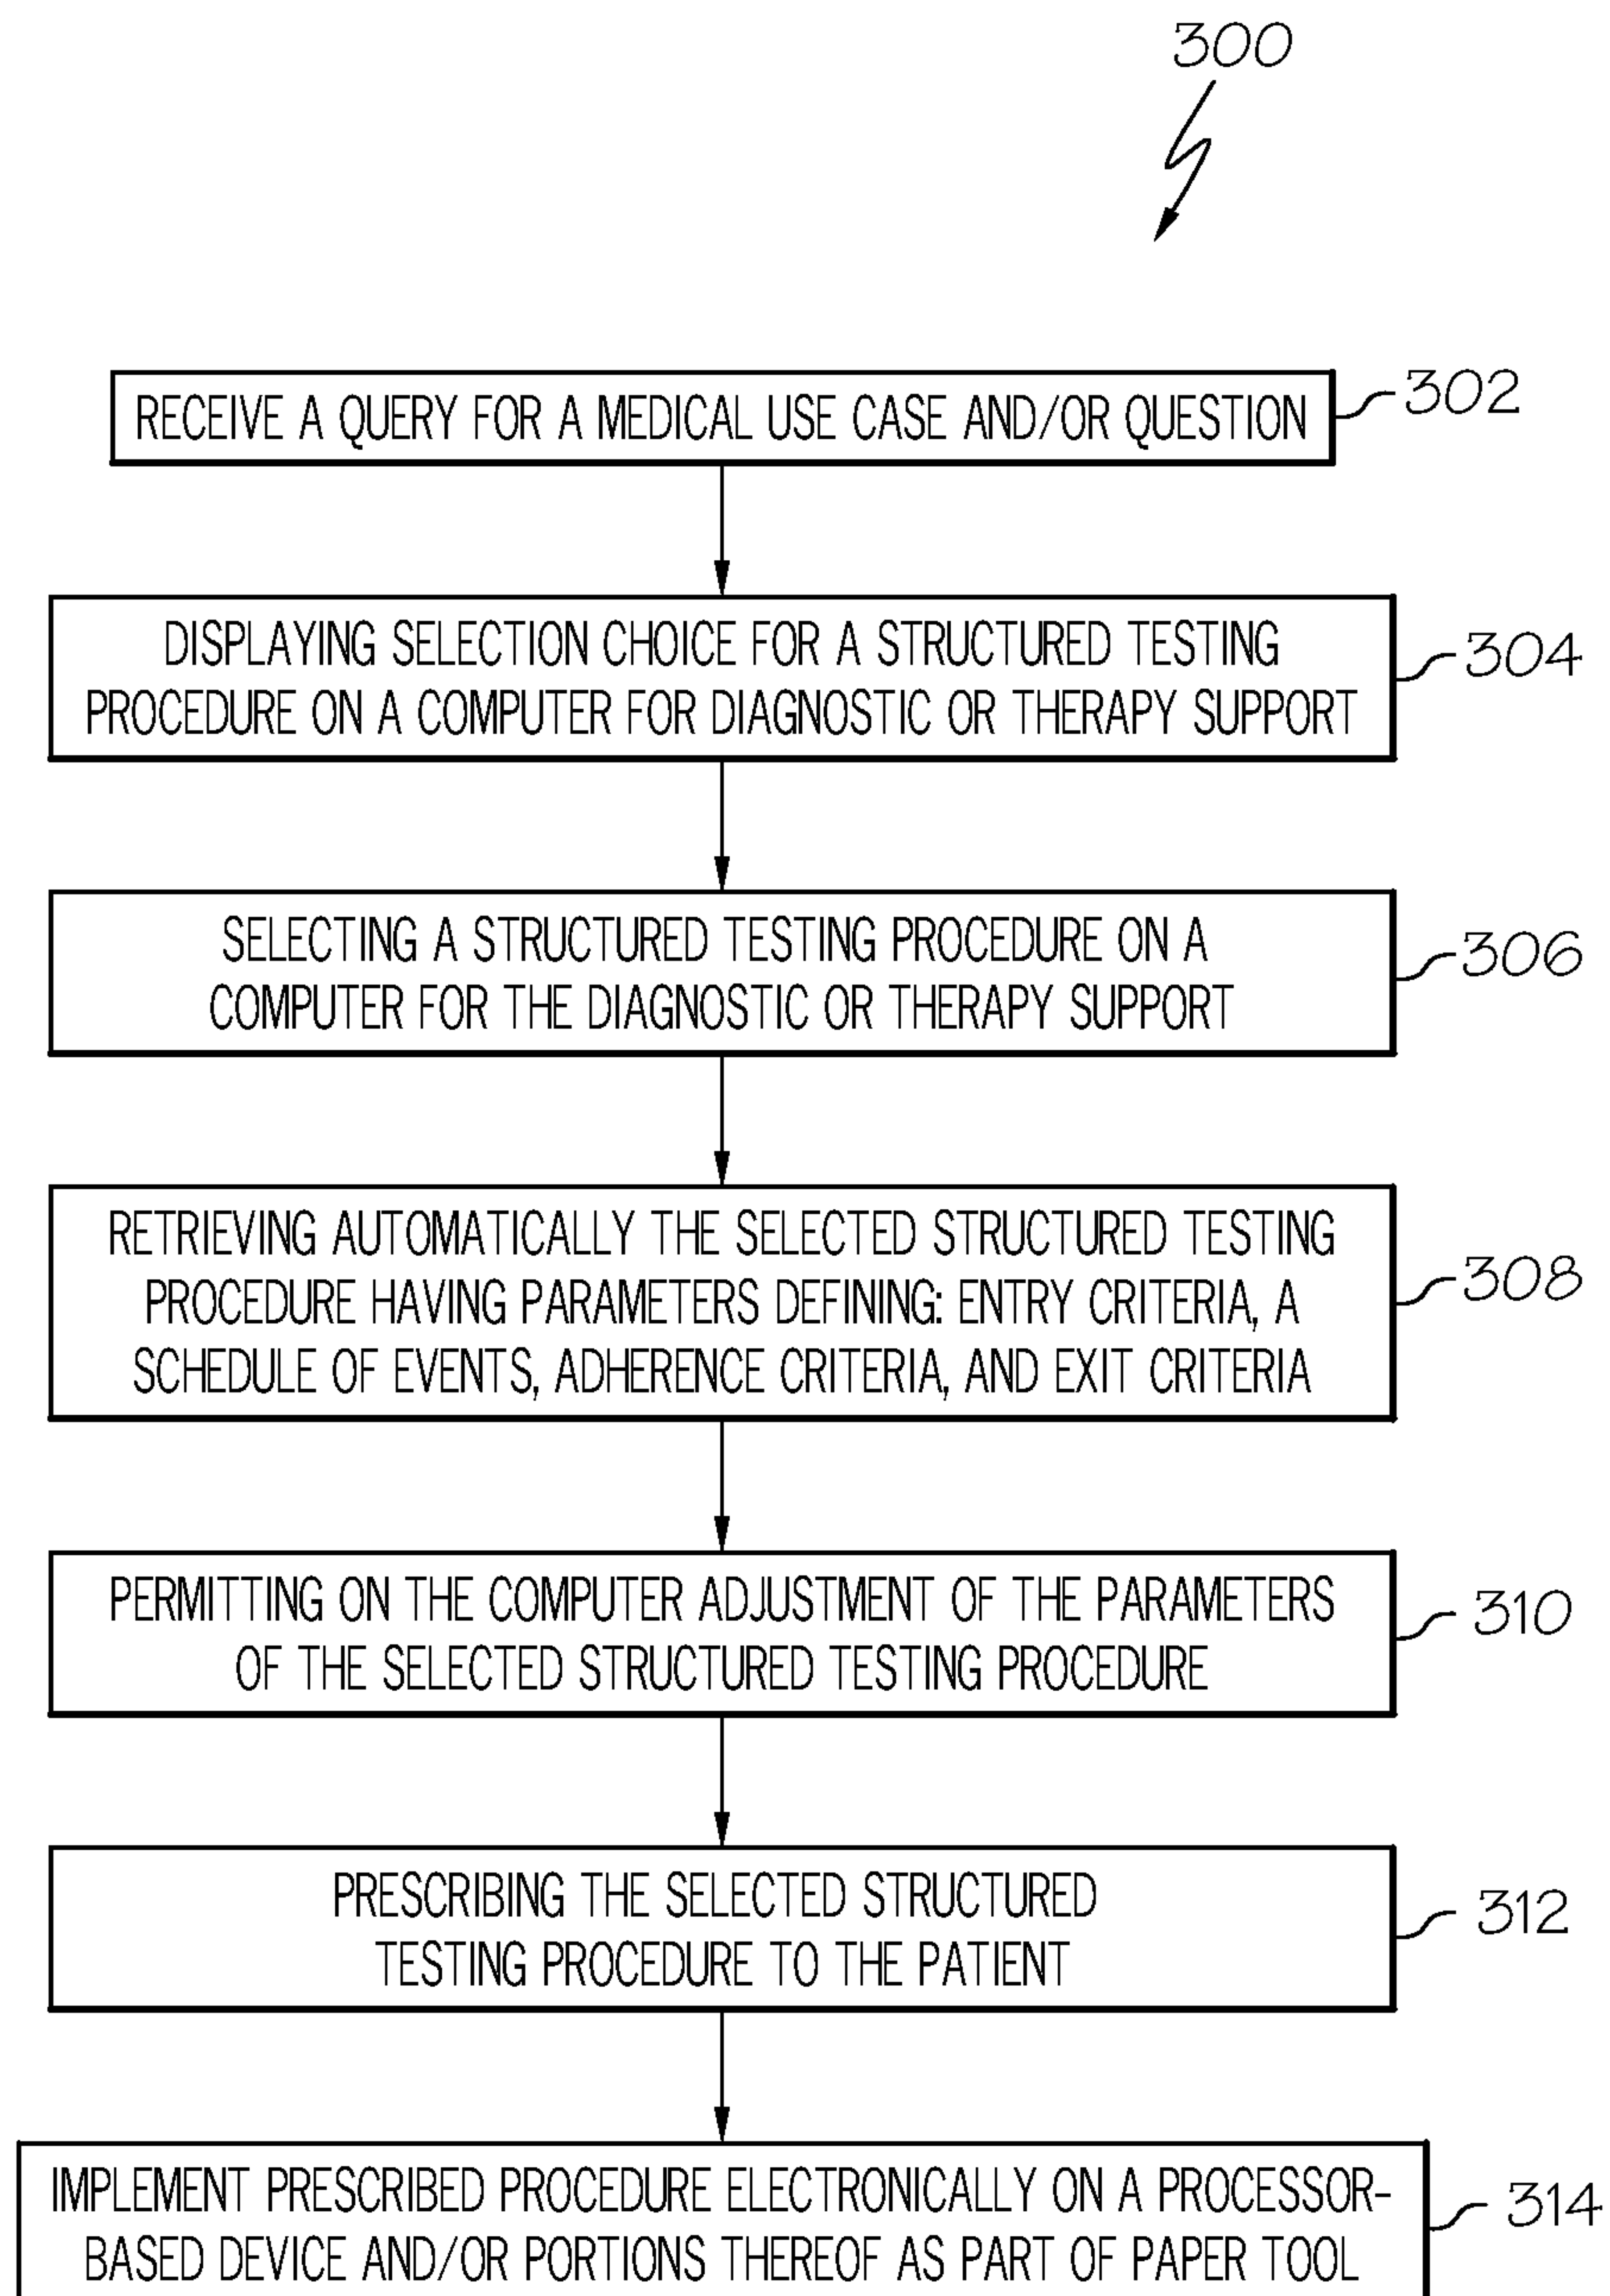 300
RECEIVE A QUERY FOR A MEDICAL USE CASE AND/OR QUESTION
302
DISPLAYING SELECTION CHOICE FOR A STRUCTURED TESTING
PROCEDURE ON A COMPUTER FOR DIAGNOSTIC OR THERAPY SUPPORT
304
SELECTING A STRUCTURED TESTING PROCEDURE ON A
COMPUTER FOR THE DIAGNOSTIC OR THERAPY SUPPORT
306
RETRIEVING AUTOMATICALLY THE SELECTED STRUCTURED TESTING
PROCEDURE HAVING PARAMETERS DEFINING: ENTRY CRITERIA, A
SCHEDULE OF EVENTS, ADHERENCE CRITERIA, AND EXIT CRITERIA
308
PERMITTING ON THE COMPUTER ADJUSTMENT OF THE PARAMETERS
OF THE SELECTED STRUCTURED TESTING PROCEDURE
310
PRESCRIBING THE SELECTED STRUCTURED
TESTING PROCEDURE TO THE PATIENT
312
IMPLEMENT PRESCRIBED PROCEDURE ELECTRONICALLY ON A PROCESSOR-
BASED DEVICE AND/OR PORTIONS THEREOF AS PART OF PAPER TOOL
314